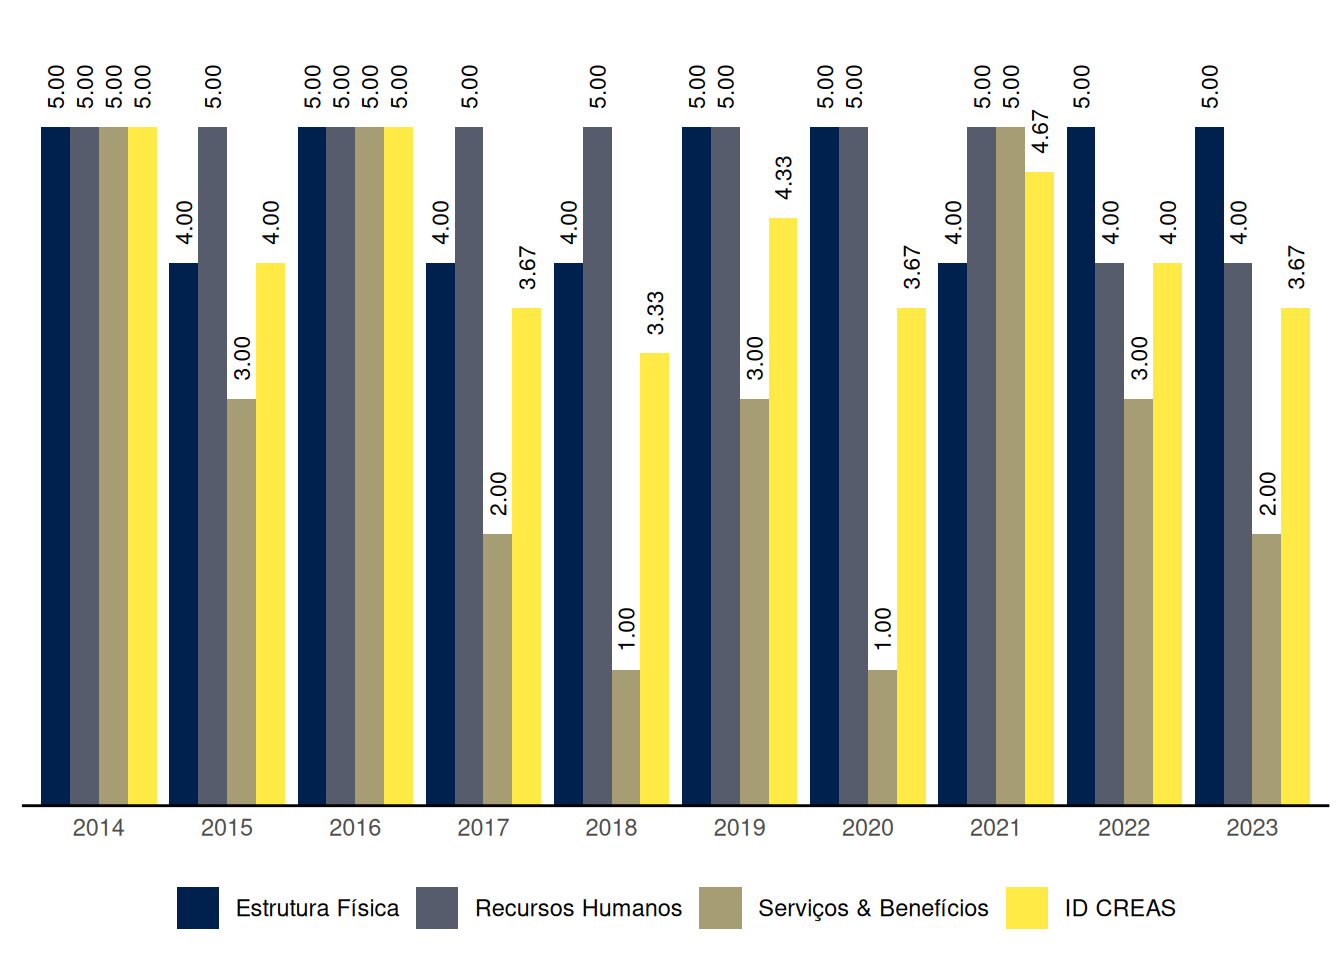 5.00 5.00 5.00 5.00 4.00 5.00 3.00 4.00 5.00 5.00 5.00 5.00 4.00 5.00 2.00 3.67 4.00 5.00 1.00 3.33 5.00 5.00 3.00 4.33 5.00 5.00 1.00 3.67 4.00 5.00 5.00 4.67 5.00 4.00 3.00 4.00 5.00 4.00 2.00 3.67
2014 2015 2016 2017 2018 2019 2020 2021 2022 2023
Estrutura Física Recursos Humanos Serviços & Benefícios ID CREAS